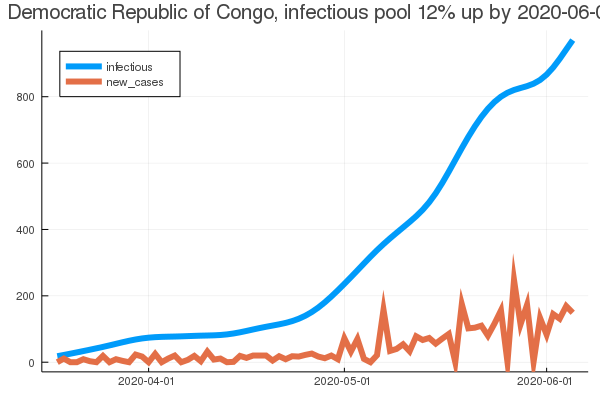 Democratic Republic of Congo, infectious pool 12% up by 2020-06-0
infectious
new_cases
800
600
400
200
0
2020-04-01
2020-05-01
2020-06-01